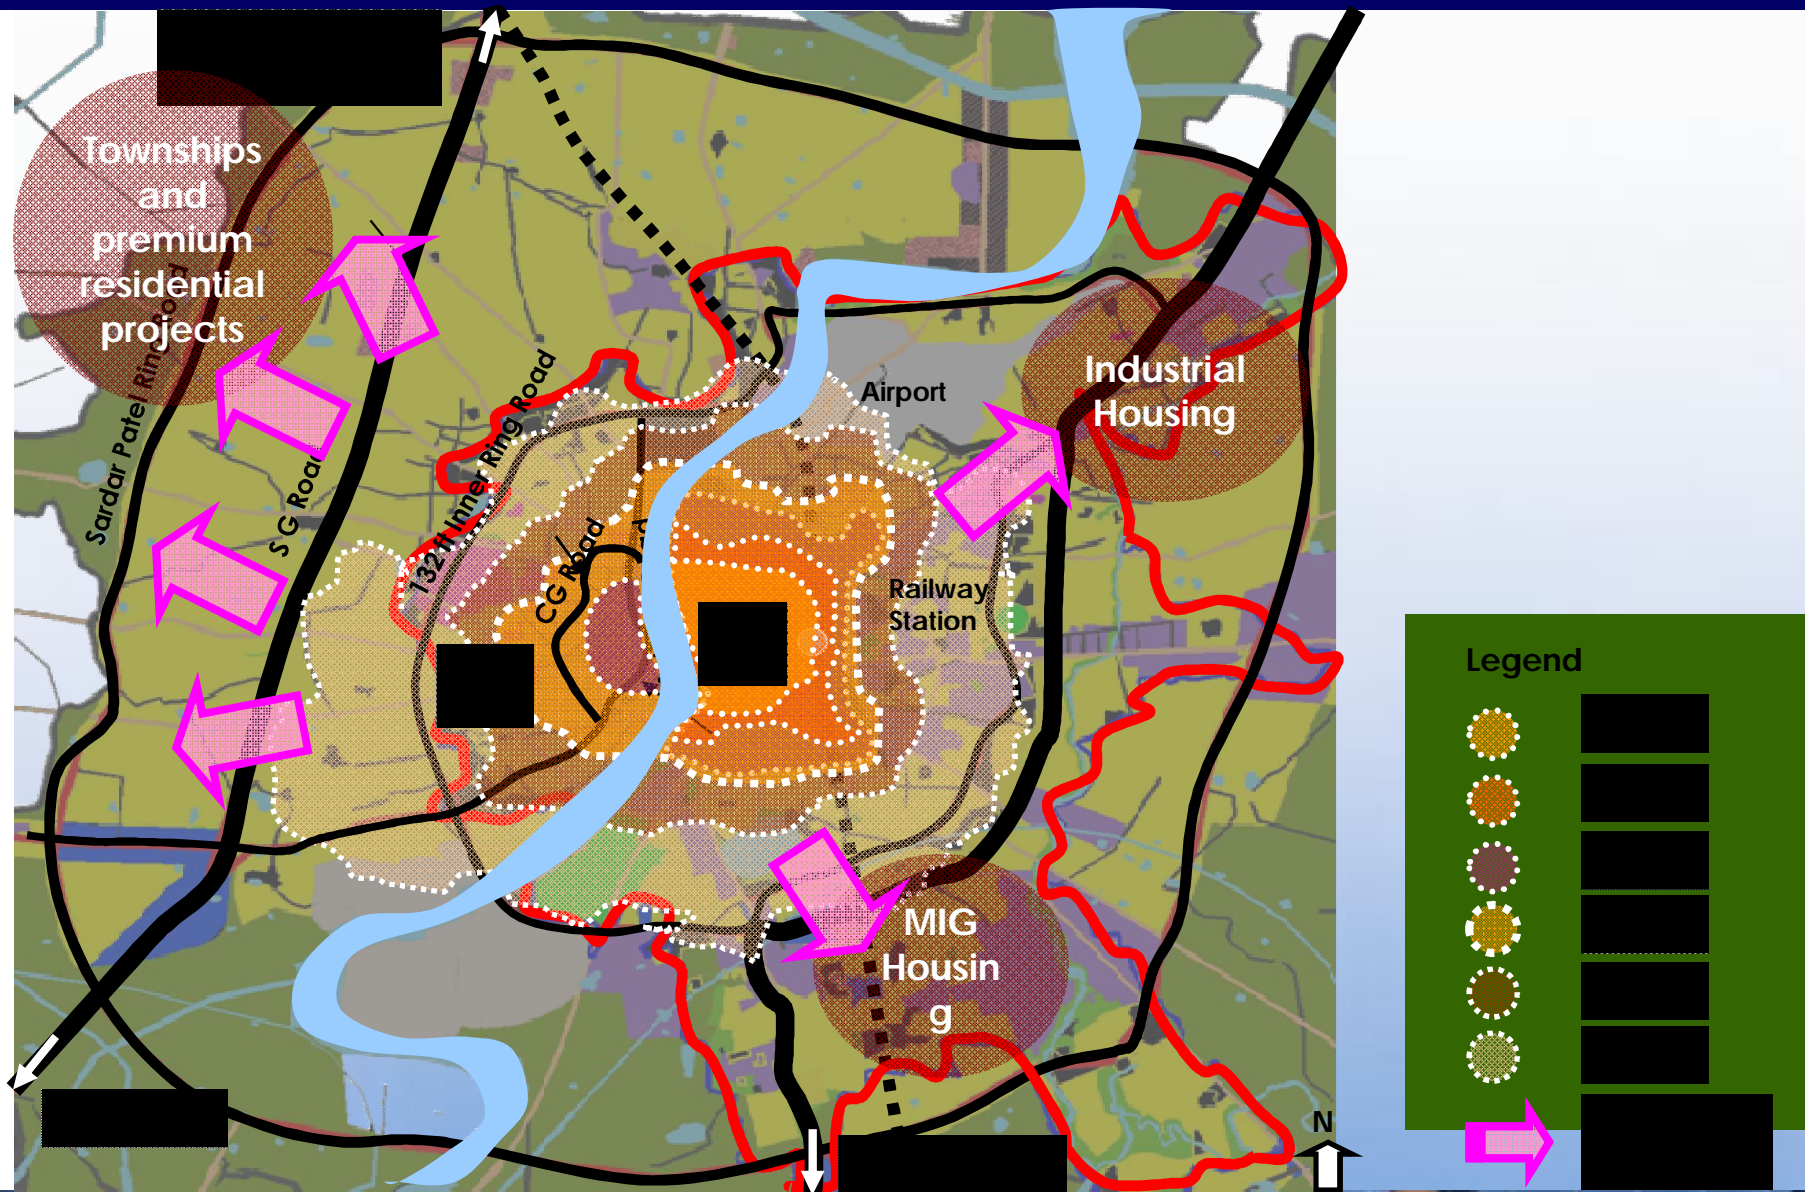 Townships
and
premium
residential
projects
Sardar Patel Ring Road
S G Road
132 ft Inner Ring Road
CG Road
Airport
Industrial
Housing
Railway
Station
MIG
Housin
g
Legend
N